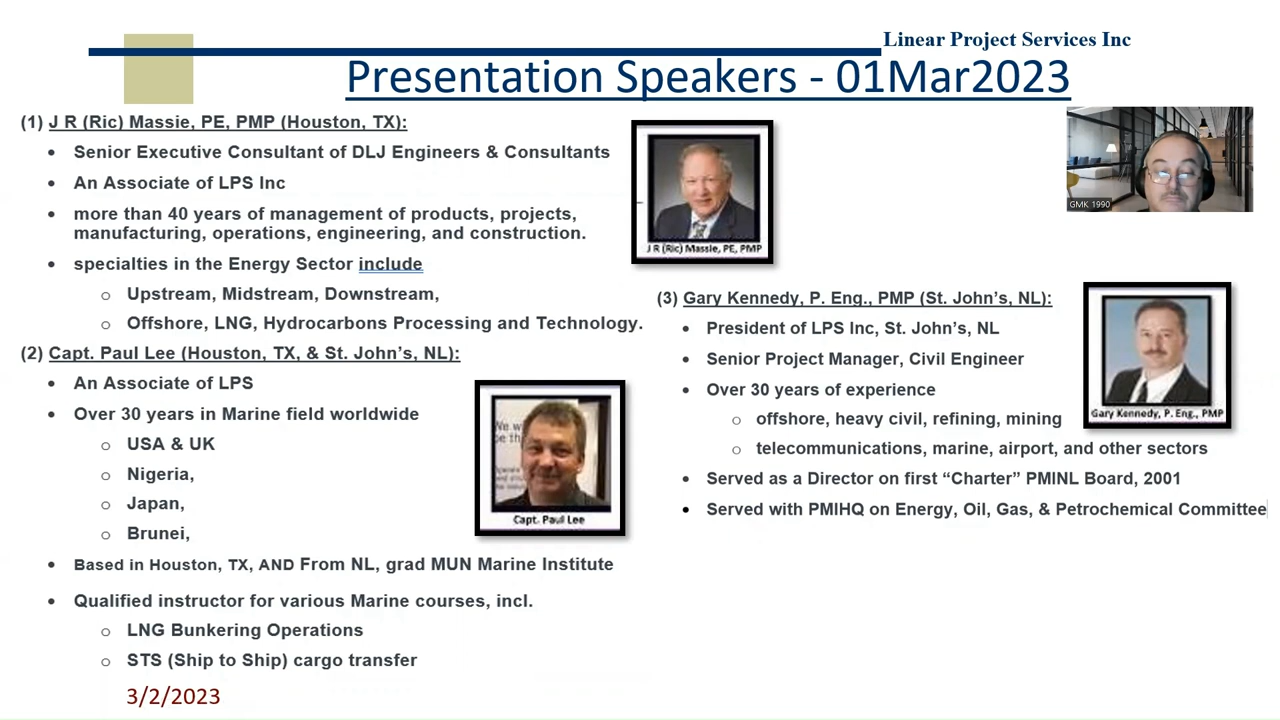 Linear Project Services Inc
Presentation Speakers - 01Mar2023
(1) J R (Ric) Massie, PE, PMP (Houston, TX):
• Senior Executive Consultant of DLJ Engineers & Consultants
• An Associate of LPS Inc
• more than 40 years of management of products, projects,
manufacturing, operations, engineering, and construction.
• specialties in the Energy Sector include
o Upstream, Midstream, Downstream,
o Offshore, LNG, Hydrocarbons Processing and Technology.
J R (Ric) Massie, PE, PMP
(2) Capt. Paul Lee (Houston, TX, & St. John’s, NL):
• An Associate of LPS
• Over 30 years in Marine field worldwide
o USA & UK
o Nigeria,
o Japan,
o Brunei,
• Based in Houston, TX, AND From NL, grad MUN Marine Institute
• Qualified instructor for various Marine courses, incl.
o LNG Bunkering Operations
o STS (Ship to Ship) cargo transfer
Capt. Paul Lee
3/2/2023
GMK 1990
(3) Gary Kennedy, P. Eng., PMP (St. John’s, NL):
• President of LPS Inc, St. John’s, NL
• Senior Project Manager, Civil Engineer
• Over 30 years of experience
o offshore, heavy civil, refining, mining
o telecommunications, marine, airport, and other sectors
• Served as a Director on first “Charter” PMINL Board, 2001
• Served with PMIHQ on Energy, Oil, Gas, & Petrochemical Committee
Gary Kennedy, P. Eng., PMP